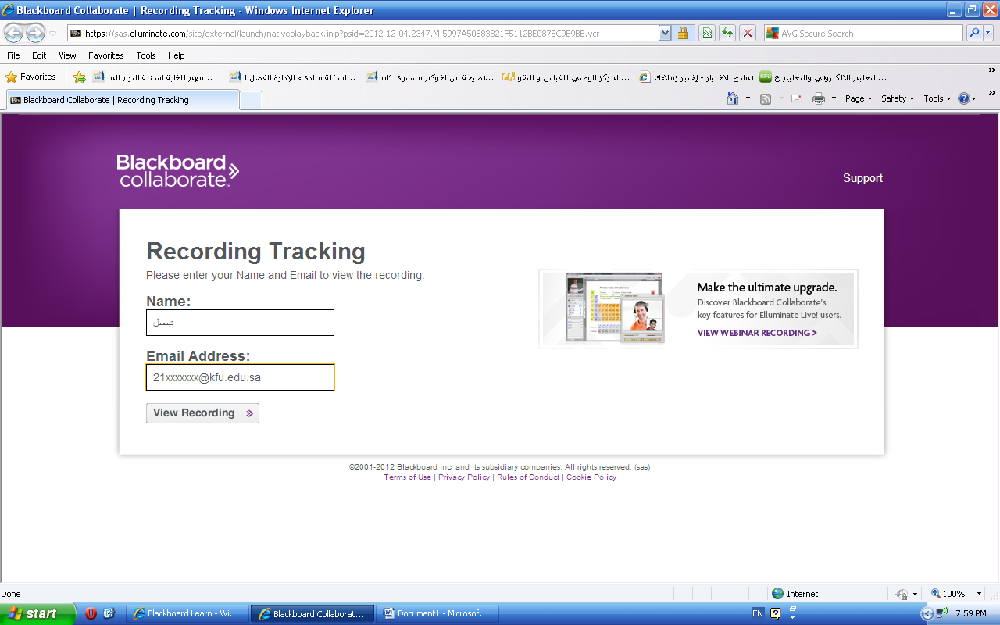 Blackboard Collaborate | Recording Tracking - Windows Internet Explorer
https://sas.elluminate.com/site/external/launch/nativeplayback.jnlp?psid=2012-12-04.2347.M.5997A50583B21F5112BE0878C9E9BE.vcr
AVG Secure Search
File Edit View Favorites Tools Help
Favorites
مهم للغاية اسئلة الترم الما...
اسئلة مبادىء الإدارة الفصل ا...
نصيحة من اخوكم مستوى ثان...
المركز الوطني للقياس و التقو...
نماذج الاختبار - إختبر زملاءك
KFU التعليم الالكتروني والتعليم ع...
Bb Blackboard Collaborate | Recording Tracking
Page Safety Tools
Blackboard
collaborate™
Support
Recording Tracking
Please enter your Name and Email to view the recording.
Name:
فيصل
Email Address:
21xxxxxxx@kfu.edu.sa
View Recording »
Make the ultimate upgrade.
Discover Blackboard Collaborate's
key features for Elluminate Live! users.
VIEW WEBINAR RECORDING >
©2001-2012 Blackboard Inc. and its subsidiary companies. All rights reserved. (sas)
Terms of Use | Privacy Policy | Rules of Conduct | Cookie Policy
Done
Internet
100%
start
Blackboard Learn - Wi...
Blackboard Collaborat...
Document1 - Microsof...
EN
7:59 PM